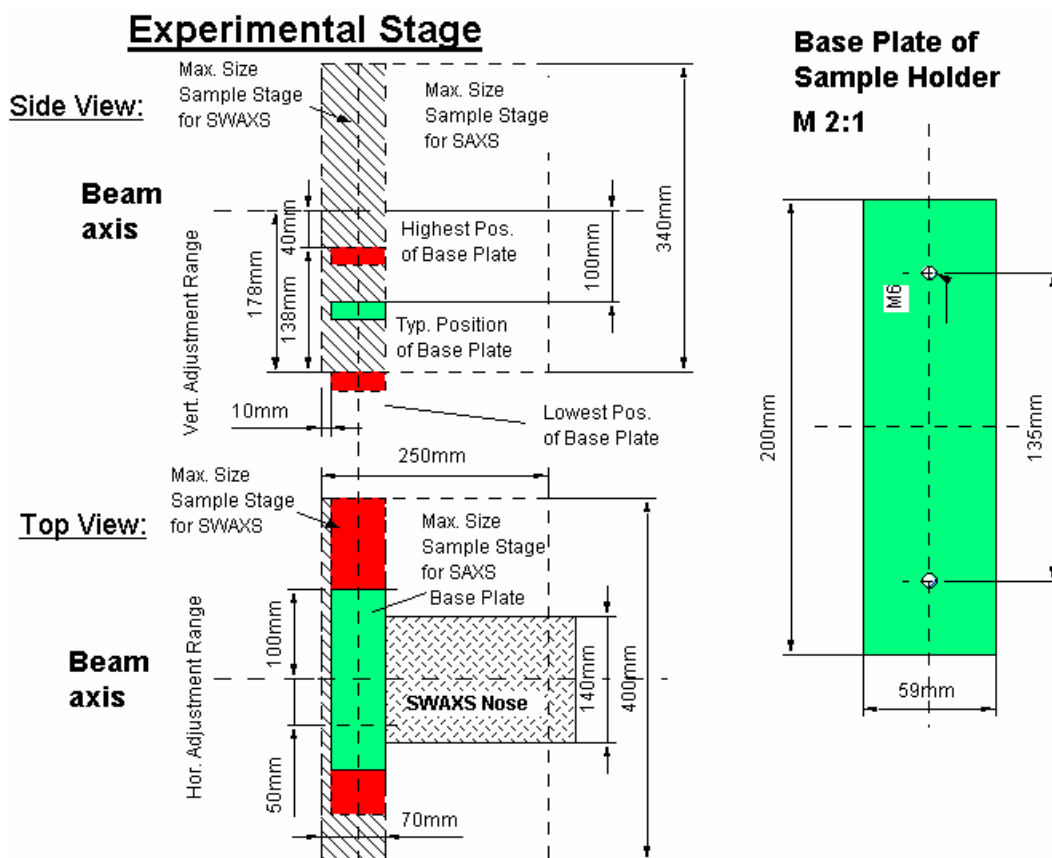 Experimental Stage
Side View:
Max. Size
Sample Stage
for SWAXS
Max. Size
Sample Stage
for SAXS
Beam
axis
Vert. Adjustment Range
178mm
40mm
138mm
Highest Pos.
of Base Plate
100mm
340mm
Typ. Position
of Base Plate
10mm
Lowest Pos.
of Base Plate
250mm
Top View:
Max. Size
Sample Stage
for SWAXS
Max. Size
Sample Stage
for SAXS
Base Plate
Beam
axis
Hor. Adjustment Range
100mm
50mm
SWAXS Nose
140mm
400mm
70mm
Base Plate of
Sample Holder
M 2:1
M6
200mm
135mm
59mm